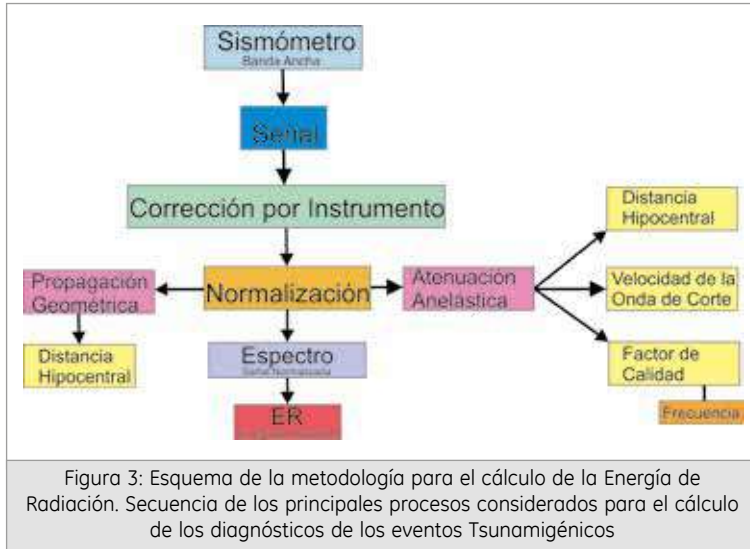 Sismómetro
Banda Ancha
Señal
Corrección por Instrumento
Propagación
Geométrica
Normalización
Atenuación
Anelástica
Distancia
Hipocentral
Velocidad de la
Onda de Corte
Factor de
Calidad
Frecuencia
Distancia
Hipocentral
Espectro
Señal Normalizada
ER
Figura 3: Esquema de la metodología para el cálculo de la Energía de
Radiación. Secuencia de los principales procesos considerados para el cálculo
de los diagnósticos de los eventos Tsunamigénicos